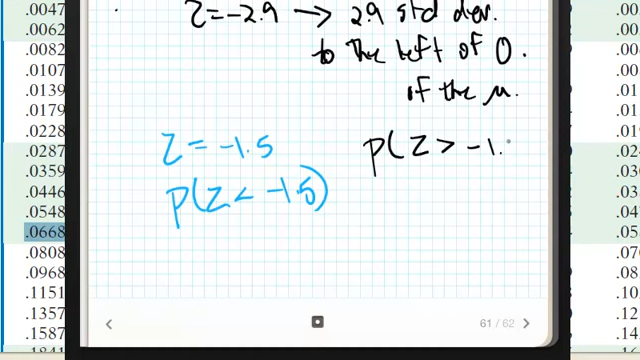 .0047
.0062
.0082
.0107
.0139
.0179
.0228
.0287
.0359
.0446
.0548
.0668
.0808
.0968
.1151
.1357
.1587
z = -2.9 → 2.9 std dev.
to the left of 0.
of the μ.
z = -1.5
P(Z < -1.5)
P(Z > -1.
61 / 62